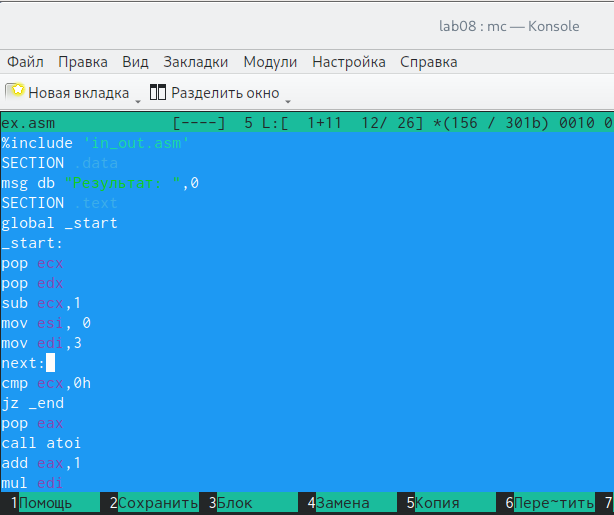 lab08 : mc — Konsole
Файл Правка Вид Закладки Модули Настройка Справка
Новая вкладка Разделить окно
ex.asm [----] 5 L:[ 1+11 12/ 26] *(156 / 301b) 0010 0
%include 'in_out.asm'
SECTION .data
msg db "Результат: ",0
SECTION .text
global _start
_start:
pop ecx
pop edx
sub ecx,1
mov esi, 0
mov edi,3
next:
cmp ecx,0h
jz _end
pop eax
call atoi
add eax,1
mul edi
1Помощь 2Сохранить 3Блок 4Замена 5Копия 6Пере~тить 7